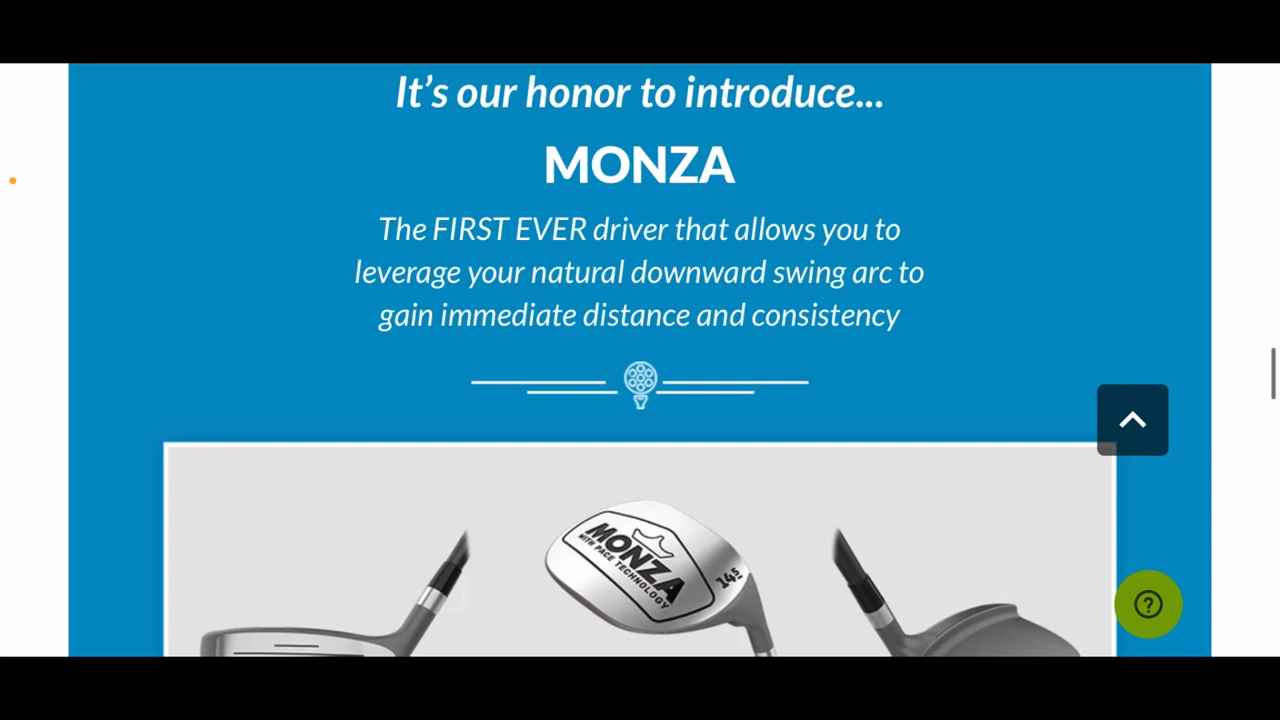 It’s our honor to introduce...
MONZA
The FIRST EVER driver that allows you to
leverage your natural downward swing arc to
gain immediate distance and consistency
MONZA
WITH PACE TECHNOLOGY
14.5